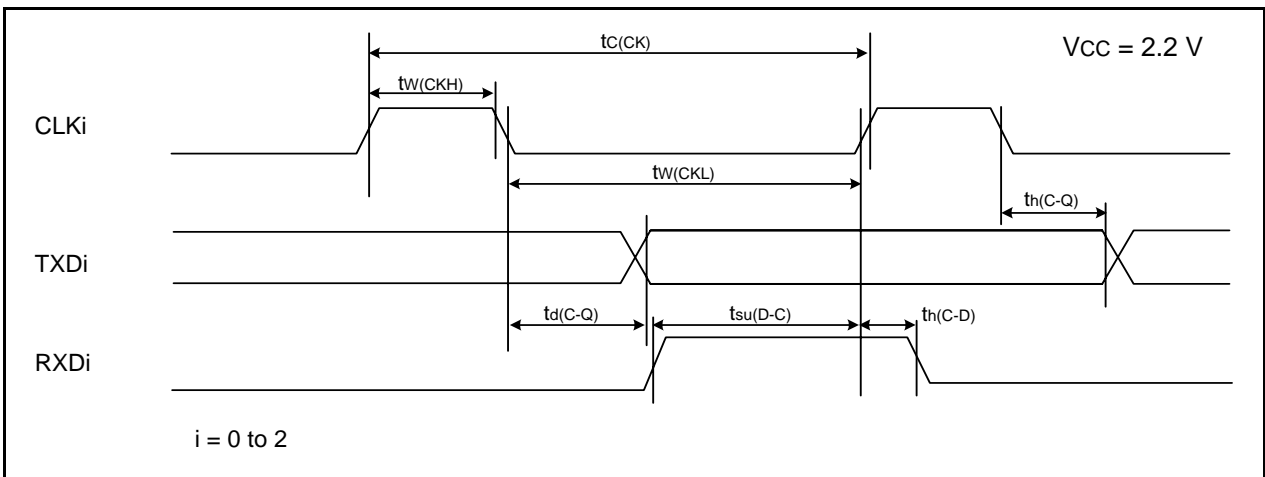 tC(CK)
VCC = 2.2 V
tW(CKH)
CLKi
tW(CKL)
th(C-Q)
TXDi
td(C-Q)
tsu(D-C)
th(C-D)
RXDi
i = 0 to 2